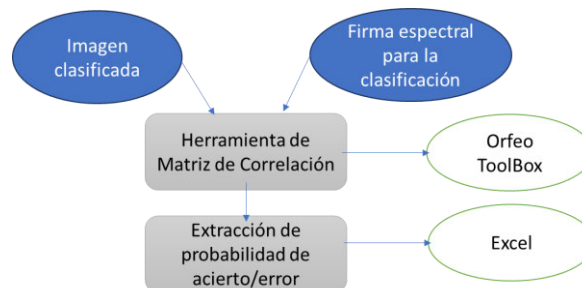 Imagen
clasificada
Firma espectral
para la
clasificación
Herramienta de
Matriz de Correlación
Orfeo
ToolBox
Extracción de
probabilidad de
acierto/error
Excel